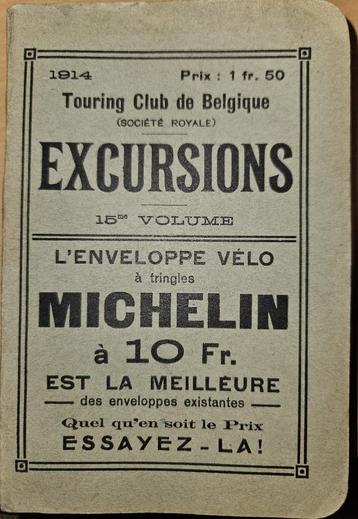 1914 Prix : 1 fr. 50
Touring Club de Belgique
(SOCIÉTÉ ROYALE)
EXCURSIONS
15me VOLUME
L'ENVELOPPE VÉLO
à tringles
MICHELIN
à 10 Fr.
EST LA MEILLÉURE
des enveloppes existantes
Quel qu'en soit le Prix
ESSAYEZ-LA!